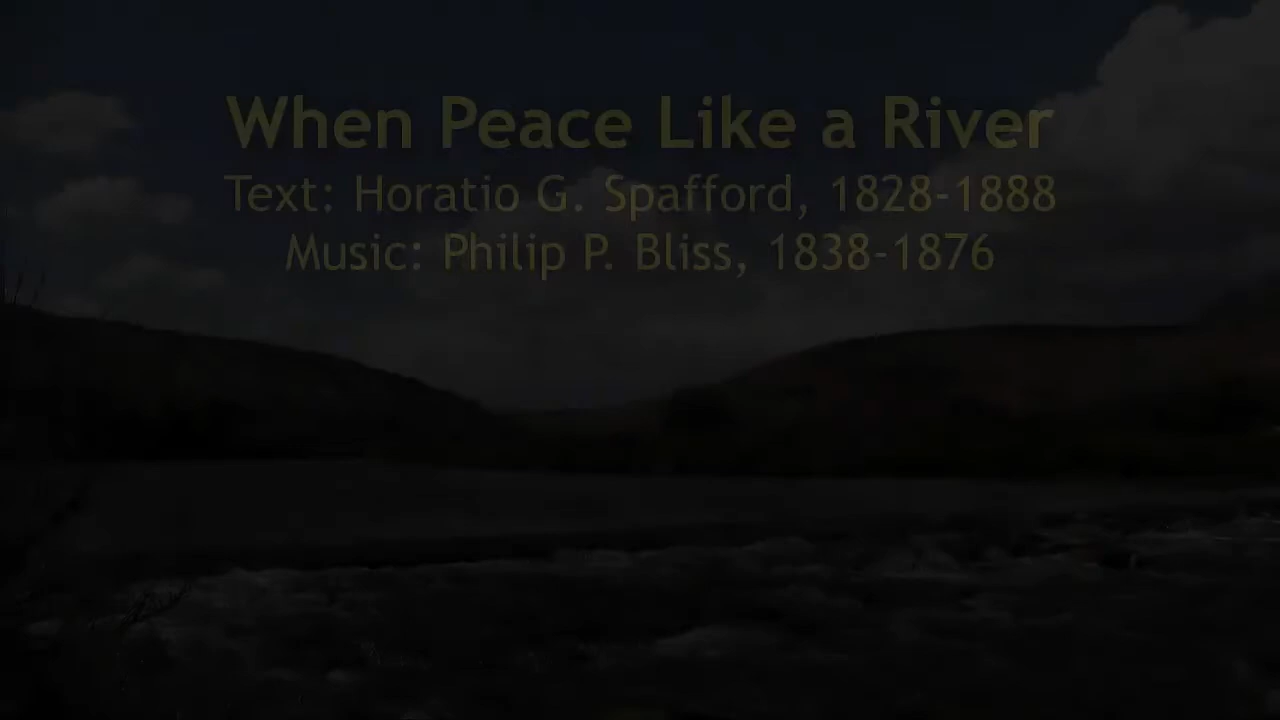 When Peace Like a River
Text: Horatio G. Spafford, 1828-1888
Music: Philip P. Bliss, 1838-1876